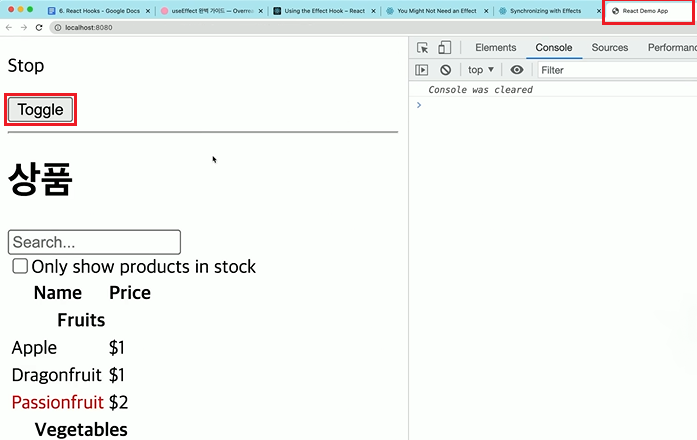 6. React Hooks - Google Docs
useEffect 완벽 가이드 — Overrea
Using the Effect Hook – React
You Might Not Need an Effect
Synchronizing with Effects
React Demo App
localhost:8080
Stop
Toggle
상품
Search...
Only show products in stock
Name Price
Fruits
Apple $1
Dragonfruit $1
Passionfruit $2
Vegetables
Elements Console Sources Performanc
top ▼ Filter
Console was cleared